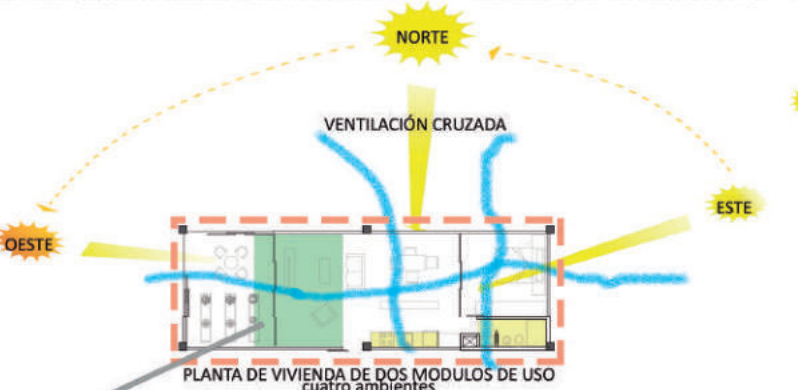 NORTE
VENTILACIÓN CRUZADA
ESTE
OESTE
PLANTA DE VIVIENDA DE DOS MODULOS DE USO
cuatro ambientes